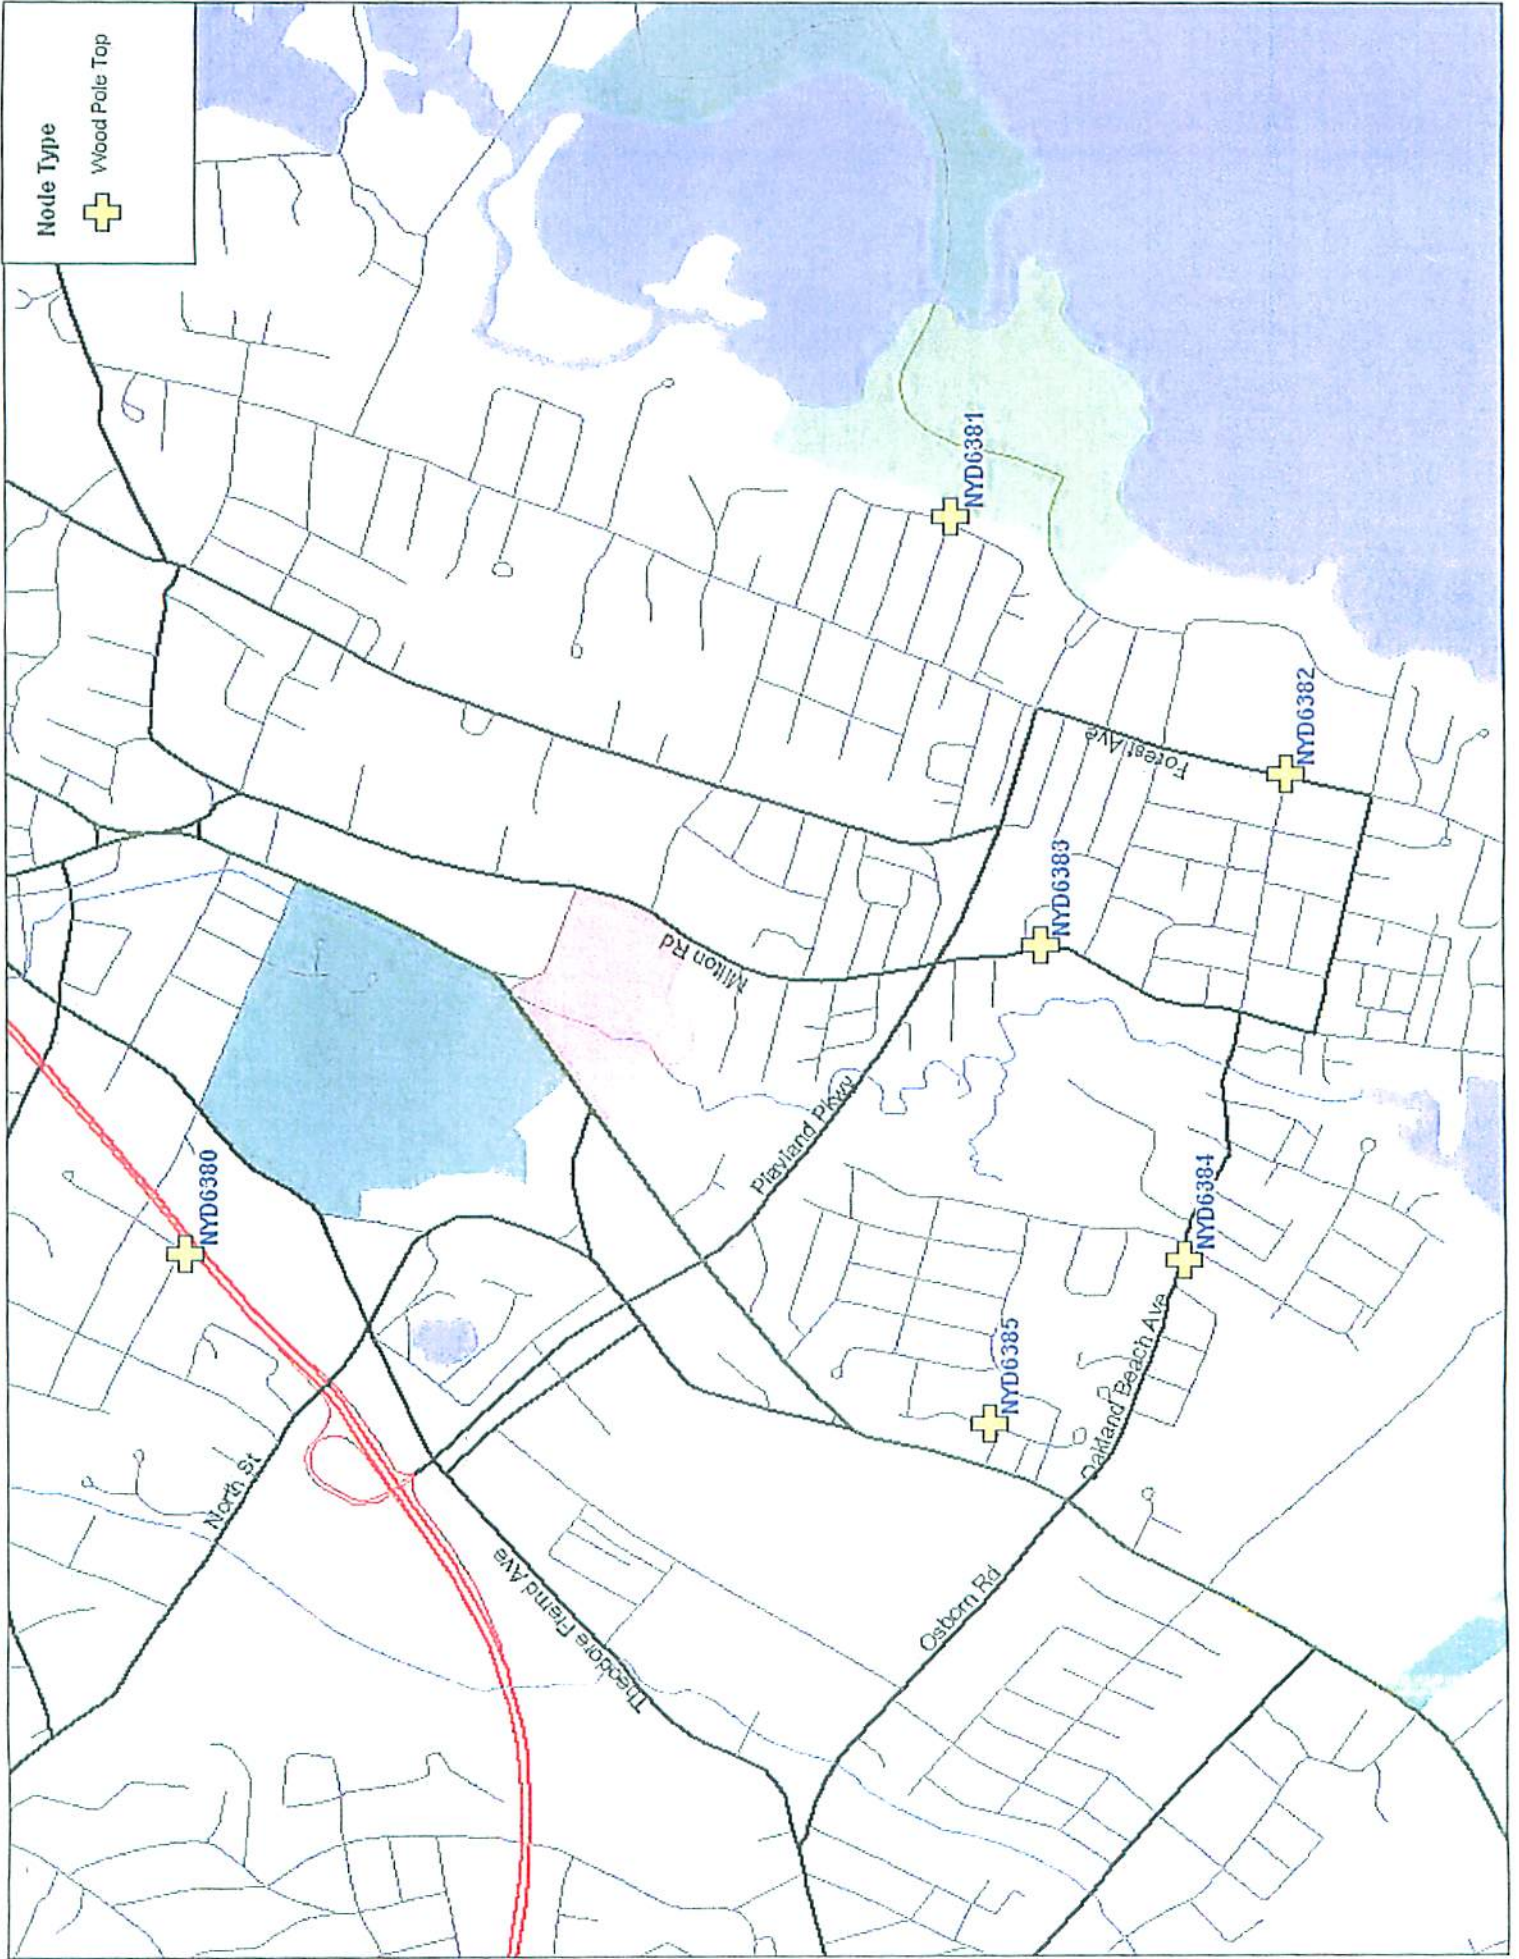 Node Type
Wood Pole Top
NYD6380
NYD6381
NYD6382
NYD6383
NYD6384
NYD6385
North St
Theodore Fremd Ave
Playland Pkwy
Milton Rd
Forest Ave
Osborn Rd
Oakland Beach Ave